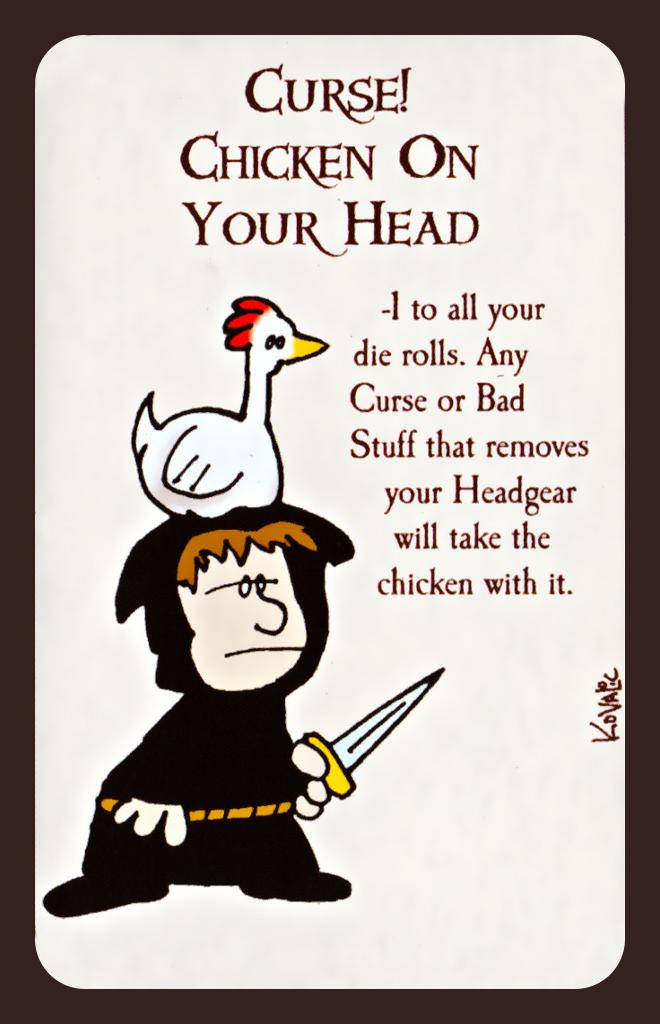 Curse!
Chicken On
Your Head
-1 to all your
die rolls. Any
Curse or Bad
Stuff that removes
your Headgear
will take the
chicken with it.
Kovalic